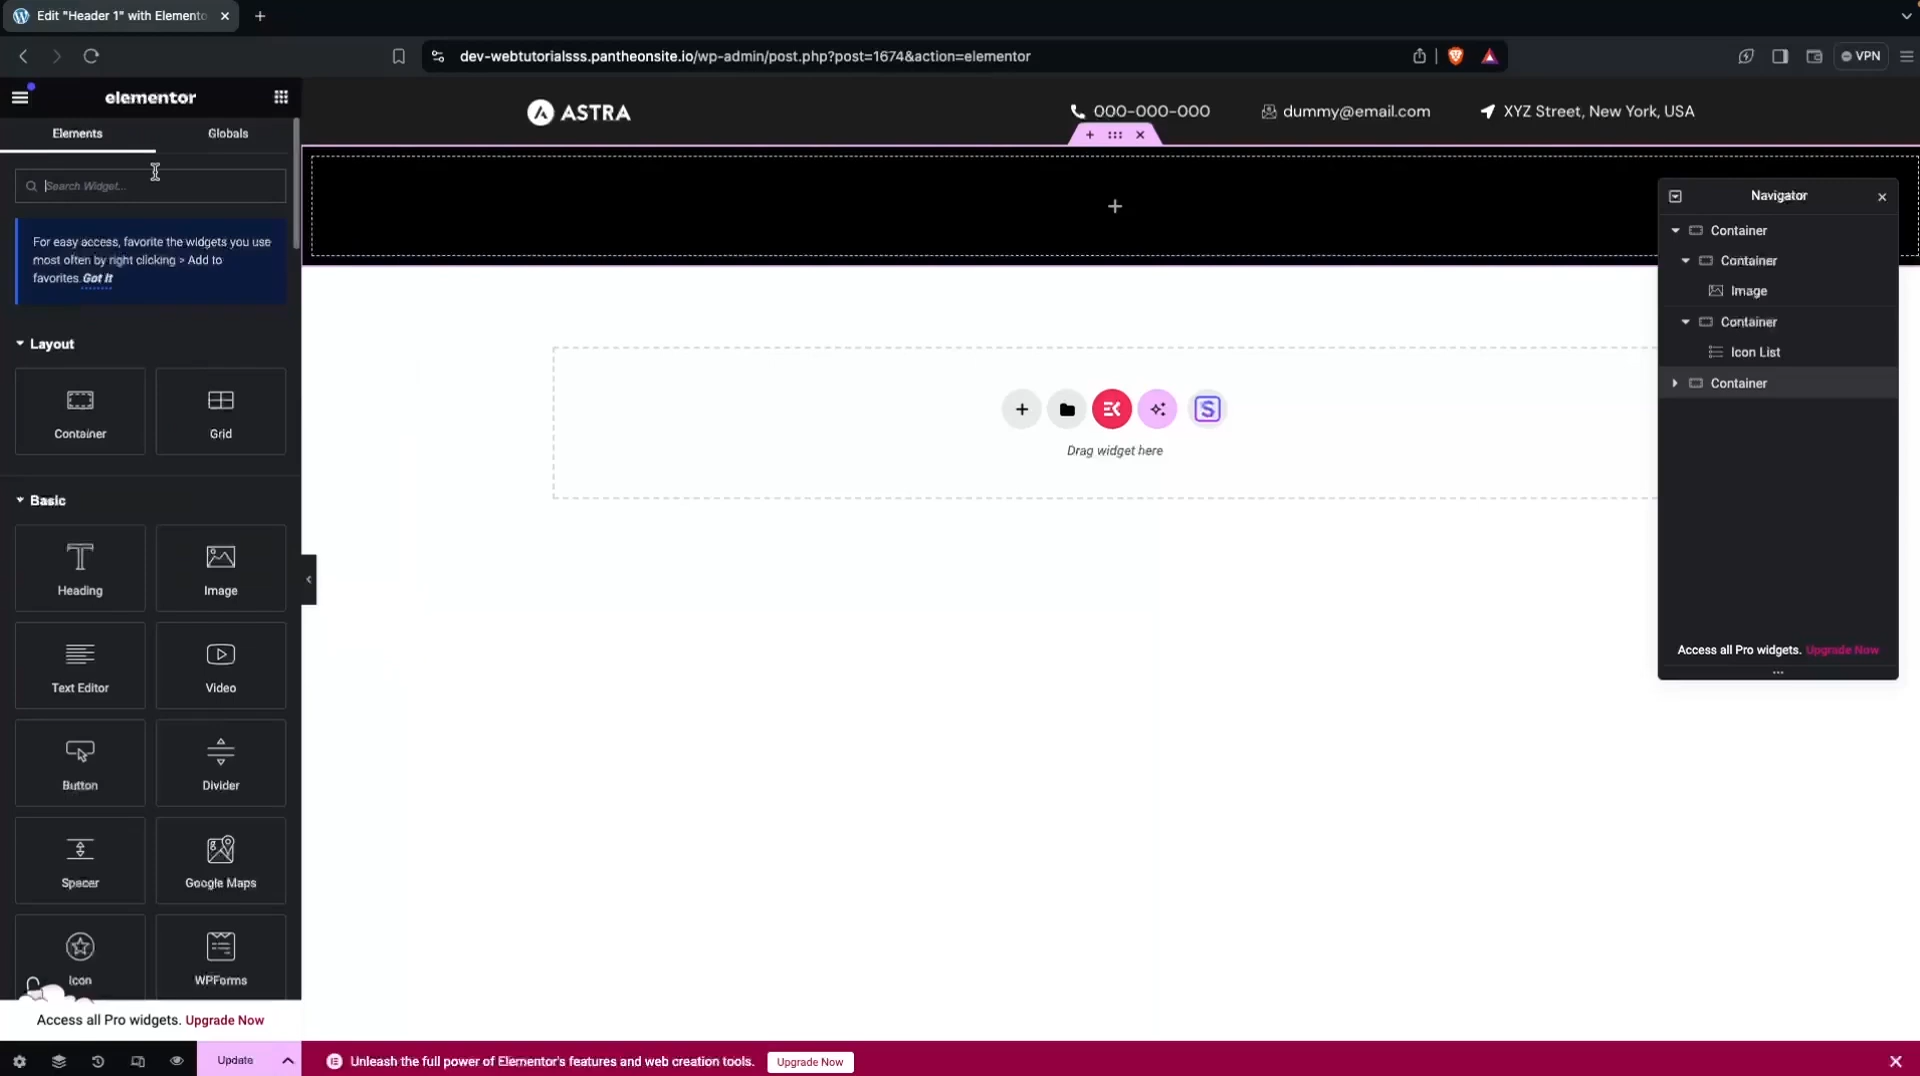 Edit "Header 1" with Elemento
dev-webtutorialsss.pantheonsite.io/wp-admin/post.php?post=1674&action=elementor
VPN
elementor
Elements
Globals
Search Widget...
For easy access, favorite the widgets you use
most often by right clicking > Add to
favorites. Got It
Layout
Container
Grid
Basic
Heading
Image
Text Editor
Video
Button
Divider
Spacer
Google Maps
Icon
WPForms
Access all Pro widgets. Upgrade Now
Update
ASTRA
000-000-000
dummy@email.com
XYZ Street, New York, USA
Drag widget here
Navigator
Container
Container
Image
Container
Icon List
Container
Access all Pro widgets. Upgrade Now
Unleash the full power of Elementor's features and web creation tools.
Upgrade Now